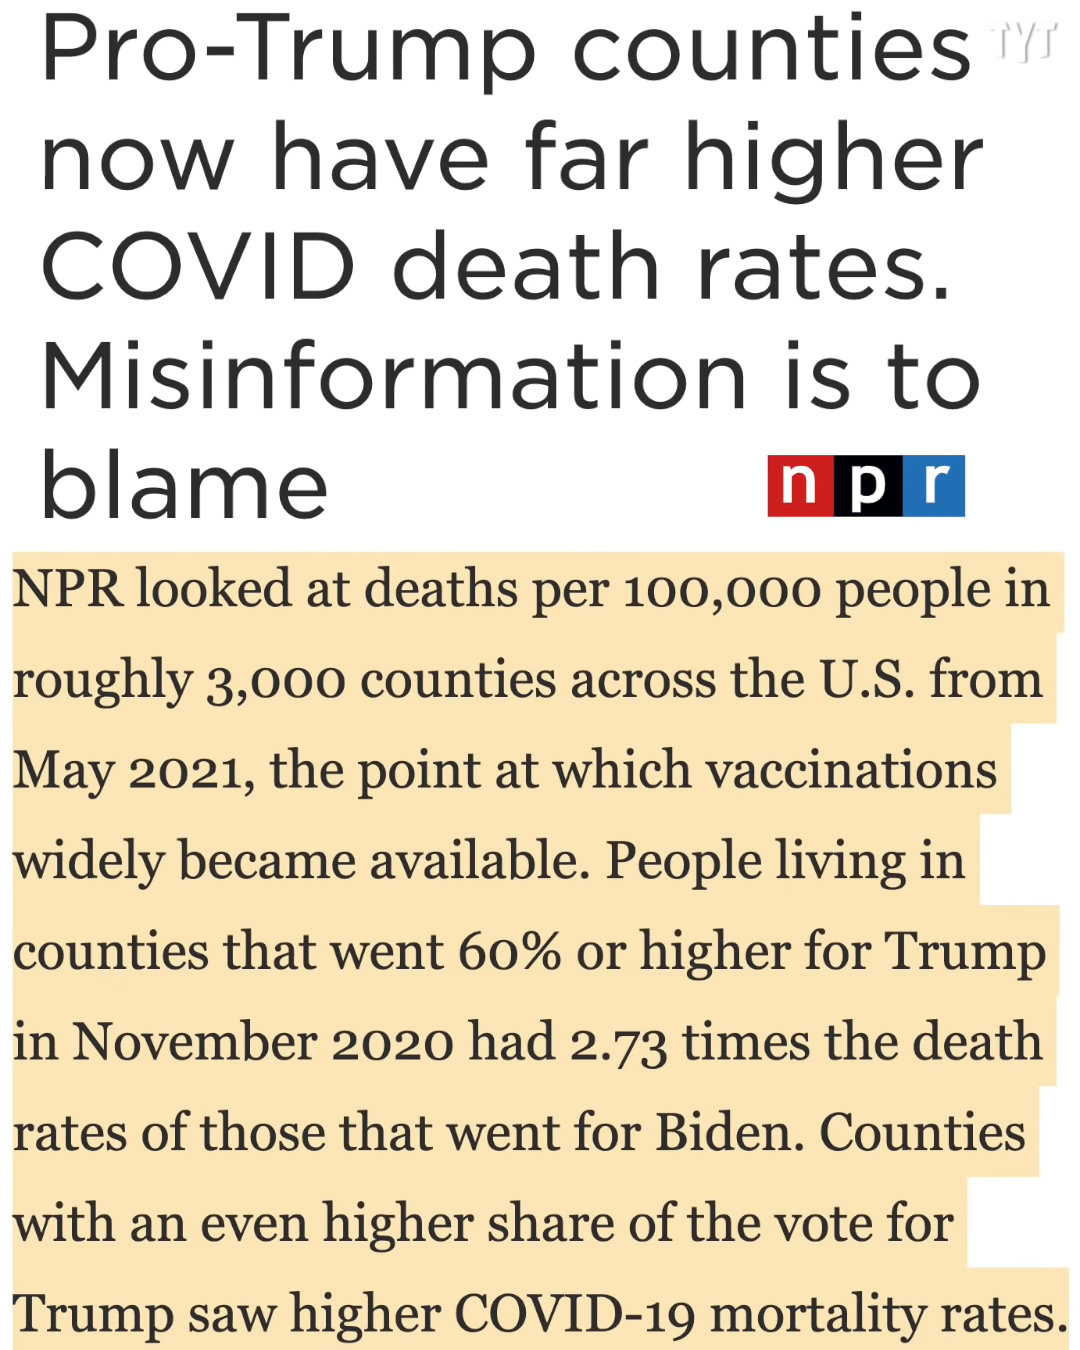 Pro-Trump counties TYT
now have far higher
COVID death rates.
Misinformation is to
blame npr
NPR looked at deaths per 100,000 people in
roughly 3,000 counties across the U.S. from
May 2021, the point at which vaccinations
widely became available. People living in
counties that went 60% or higher for Trump
in November 2020 had 2.73 times the death
rates of those that went for Biden. Counties
with an even higher share of the vote for
Trump saw higher COVID-19 mortality rates.